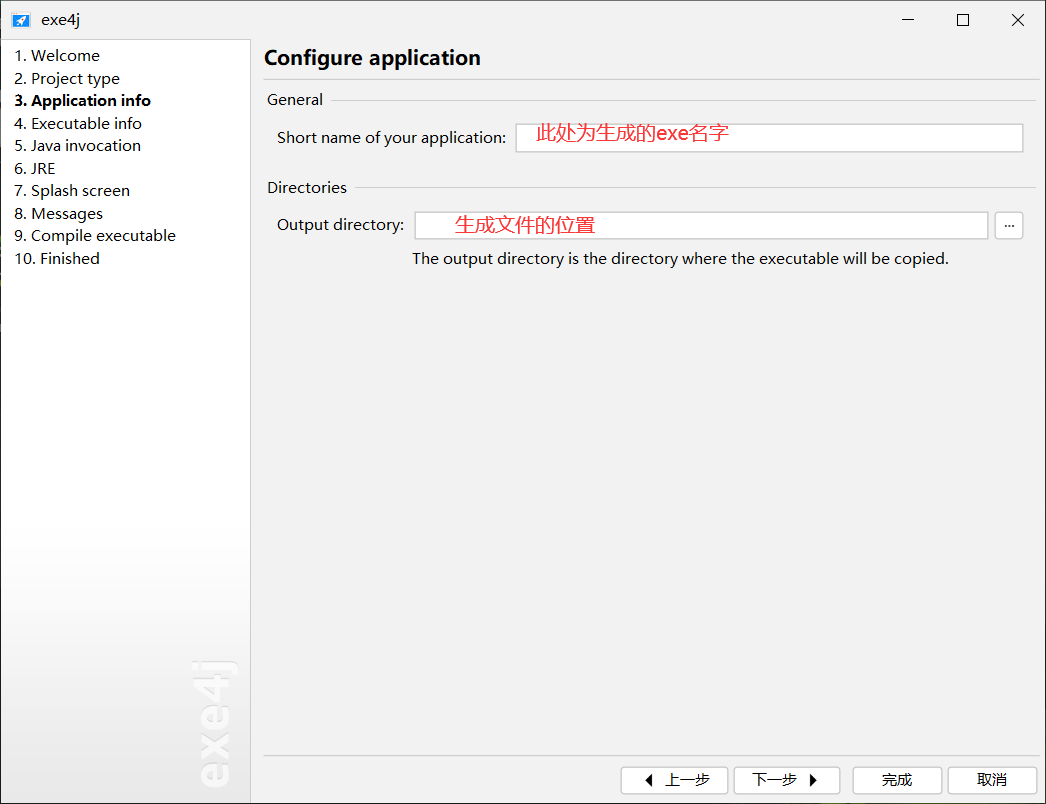 exe4j
1. Welcome
2. Project type
3. Application info
4. Executable info
5. Java invocation
6. JRE
7. Splash screen
8. Messages
9. Compile executable
10. Finished
exe4j
Configure application
General
Short name of your application: 此处为生成的exe名字
Directories
Output directory: 生成文件的位置 ...
The output directory is the directory where the executable will be copied.
上一步 下一步 完成 取消